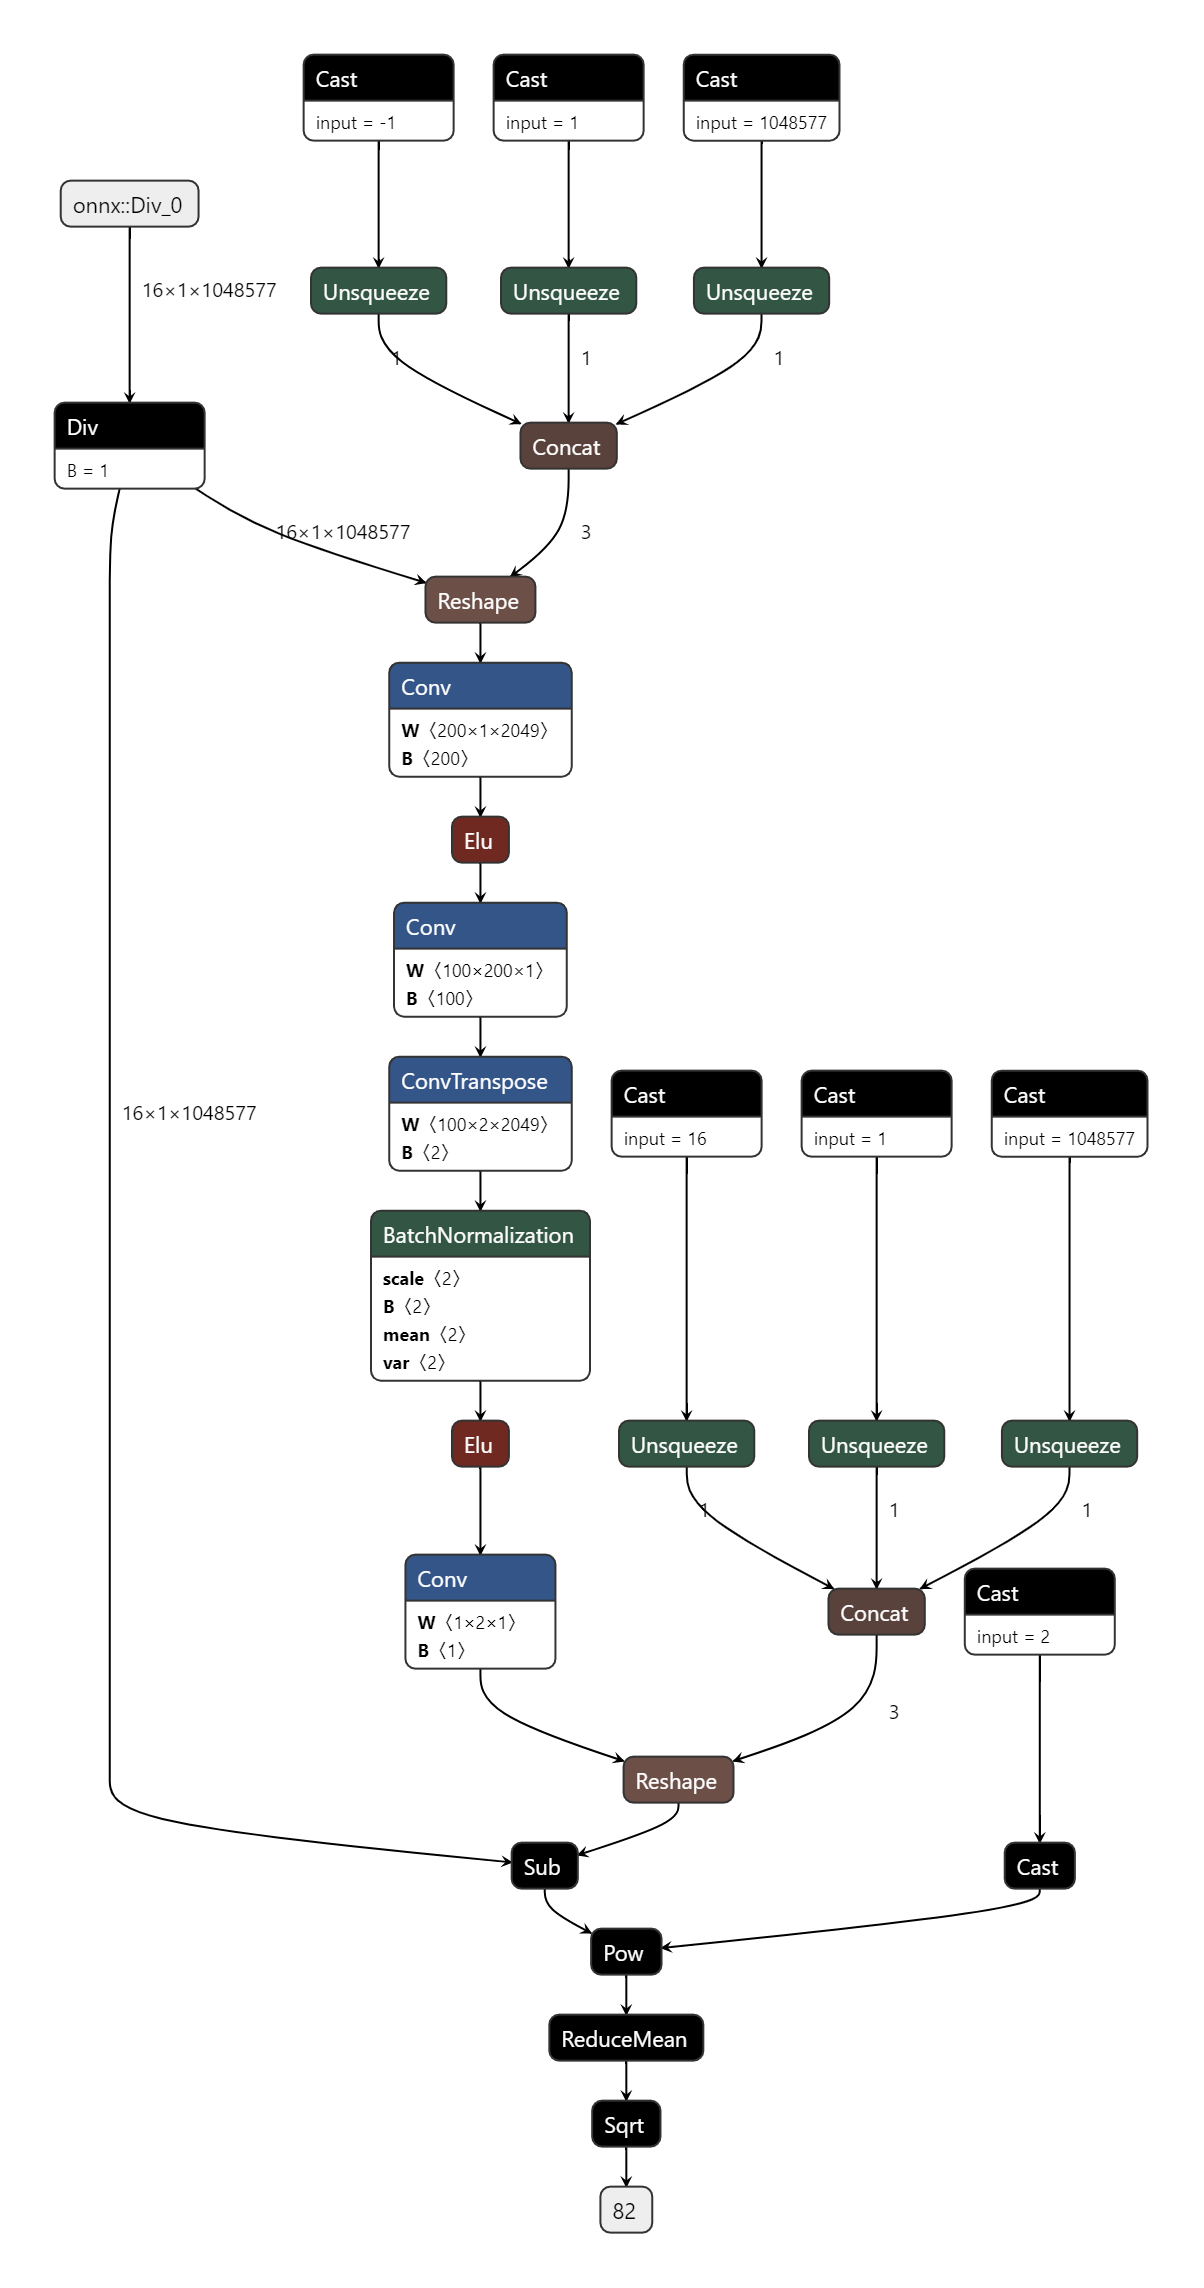 Cast
input = -1
Cast
input = 1
Cast
input = 1048577
onnx::Div_0
16×1×1048577
Unsqueeze
Unsqueeze
Unsqueeze
1
1
1
Div
B = 1
Concat
16×1×1048577
3
Reshape
Conv
W 〈200×1×2049〉
B 〈200〉
Elu
Conv
W 〈100×200×1〉
B 〈100〉
ConvTranspose
W 〈100×2×2049〉
B 〈2〉
Cast
input = 16
Cast
input = 1
Cast
input = 1048577
16×1×1048577
BatchNormalization
scale 〈2〉
B 〈2〉
mean 〈2〉
var 〈2〉
Elu
Unsqueeze
Unsqueeze
Unsqueeze
1
1
1
Conv
W 〈1×2×1〉
B 〈1〉
Concat
Cast
input = 2
3
Reshape
Sub
Cast
Pow
ReduceMean
Sqrt
82